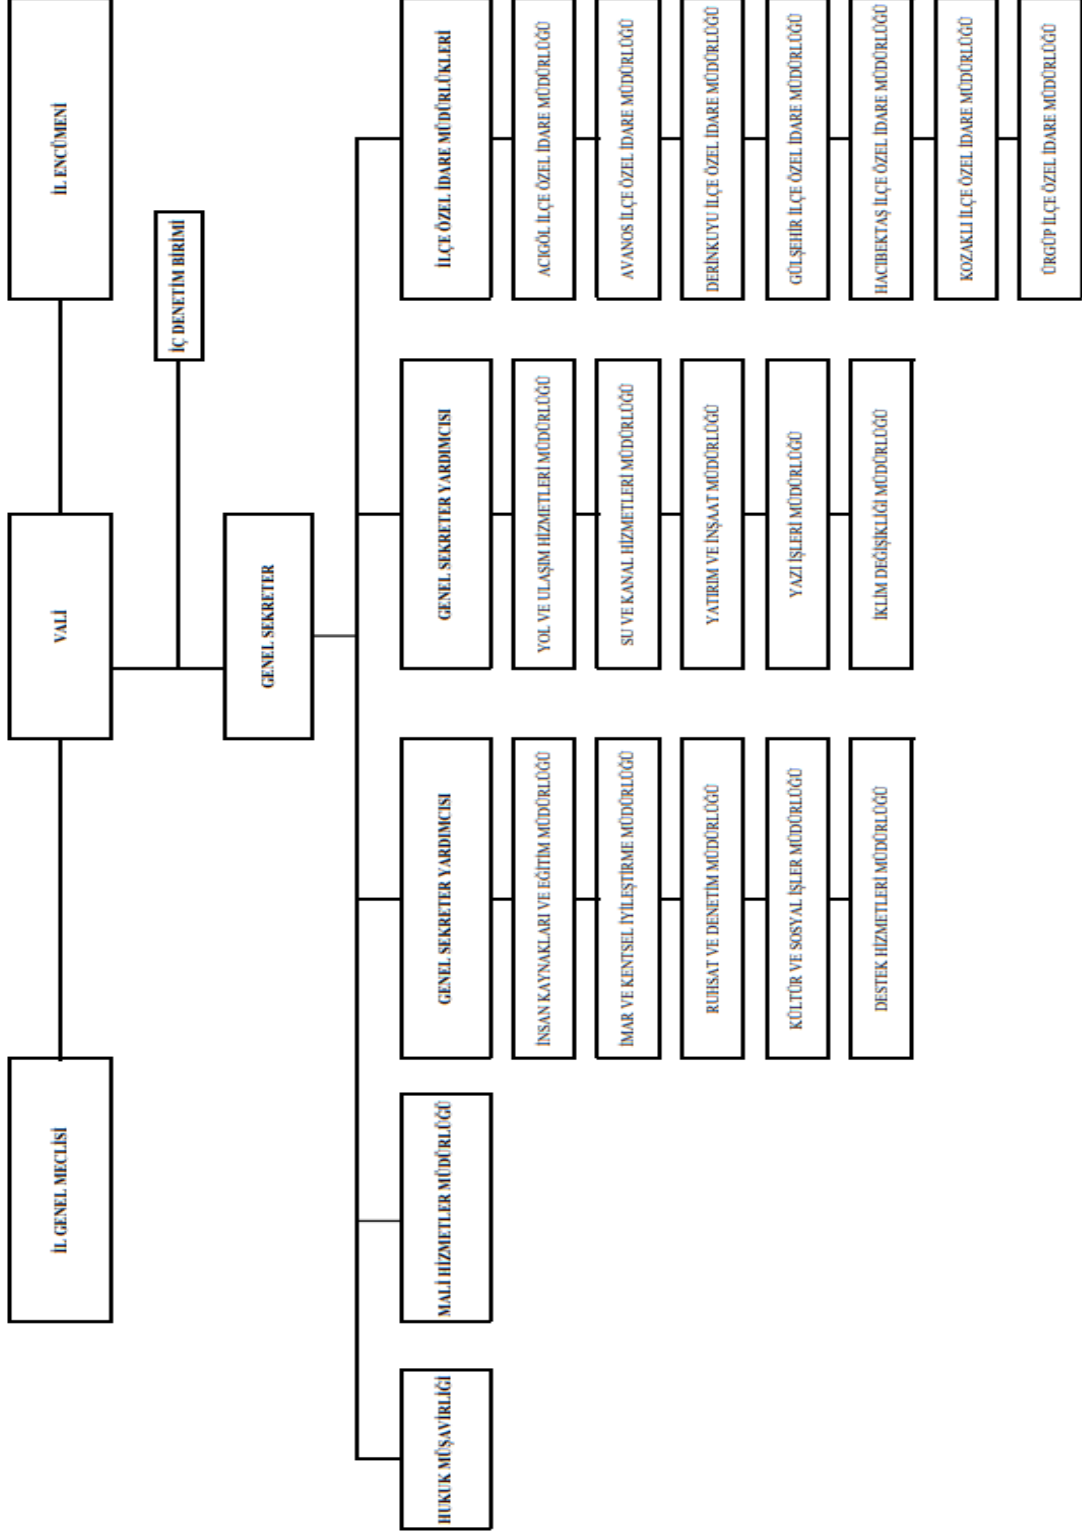 İL GENEL MECLİSİ
VALİ
İL ENCÜMENİ
İÇ DENETİM BİRİMİ
GENEL SEKRETER
HUKUK MÜŞAVİRLİĞİ
MALİ HİZMETLER MÜDÜRLÜĞÜ
GENEL SEKRETER YARDIMCISI
İNSAN KAYNAKLARI VE EĞİTİM MÜDÜRLÜĞÜ
İMAR VE KENTSEL İYİLEŞTİRME MÜDÜRLÜĞÜ
RUHSAT VE DENETİM MÜDÜRLÜĞÜ
KÜLTÜR VE SOSYAL İŞLER MÜDÜRLÜĞÜ
DESTEK HİZMETLERİ MÜDÜRLÜĞÜ
GENEL SEKRETER YARDIMCISI
YOL VE ULAŞIM HİZMETLERİ MÜDÜRLÜĞÜ
SU VE KANAL HİZMETLERİ MÜDÜRLÜĞÜ
YATIRIM VE İNŞAAT MÜDÜRLÜĞÜ
YAZI İŞLERİ MÜDÜRLÜĞÜ
İKLİM DEĞİŞİKLİĞİ MÜDÜRLÜĞÜ
İLÇE ÖZEL İDARE MÜDÜRLÜKLERİ
ACIGÖL İLÇE ÖZEL İDARE MÜDÜRLÜĞÜ
AVANOS İLÇE ÖZEL İDARE MÜDÜRLÜĞÜ
DERİNKUYU İLÇE ÖZEL İDARE MÜDÜRLÜĞÜ
GÜLŞEHİR İLÇE ÖZEL İDARE MÜDÜRLÜĞÜ
HACIBEKTAŞ İLÇE ÖZEL İDARE MÜDÜRLÜĞÜ
KOZAKLI İLÇE ÖZEL İDARE MÜDÜRLÜĞÜ
ÜRGÜP İLÇE ÖZEL İDARE MÜDÜRLÜĞÜ